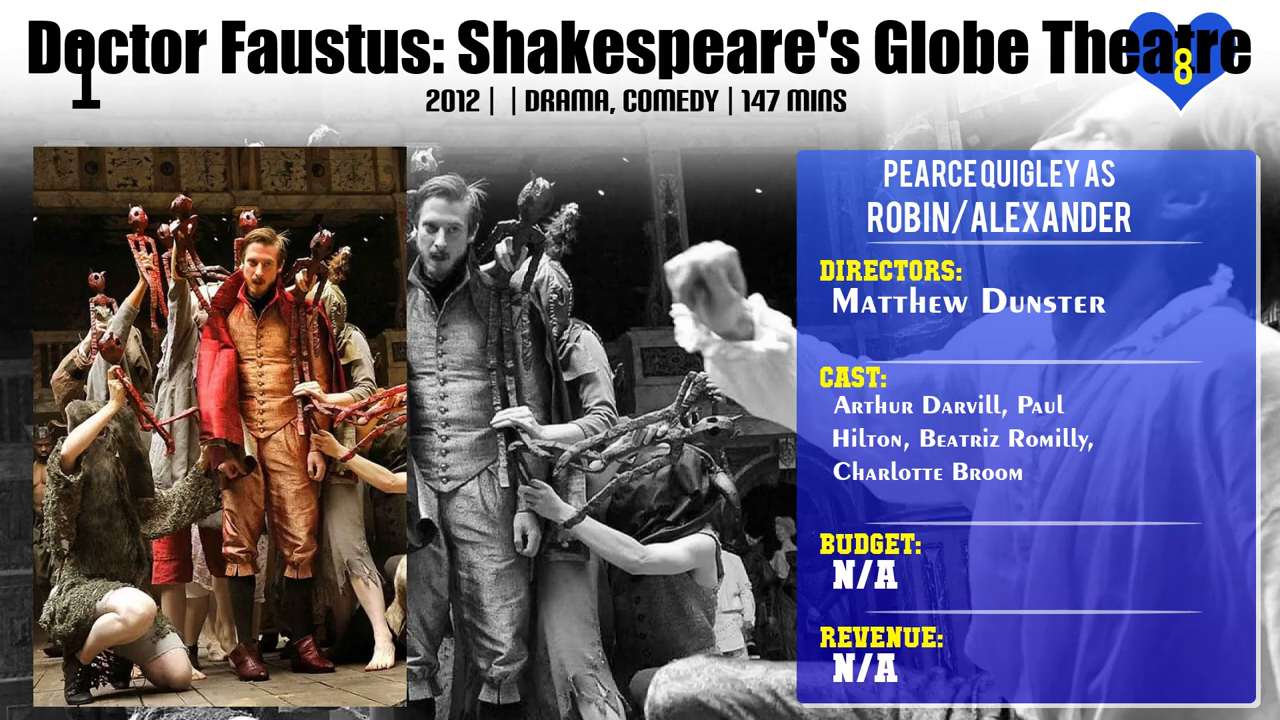 Doctor Faustus: Shakespeare's Globe Theatre
8
1
2012 | | DRAMA, COMEDY | 147 MINS
PEARCE QUIGLEY AS
ROBIN/ALEXANDER
DIRECTORS:
Matthew Dunster
CAST:
Arthur Darvill, Paul
Hilton, Beatriz Romilly,
Charlotte Broom
BUDGET:
N/A
REVENUE:
N/A